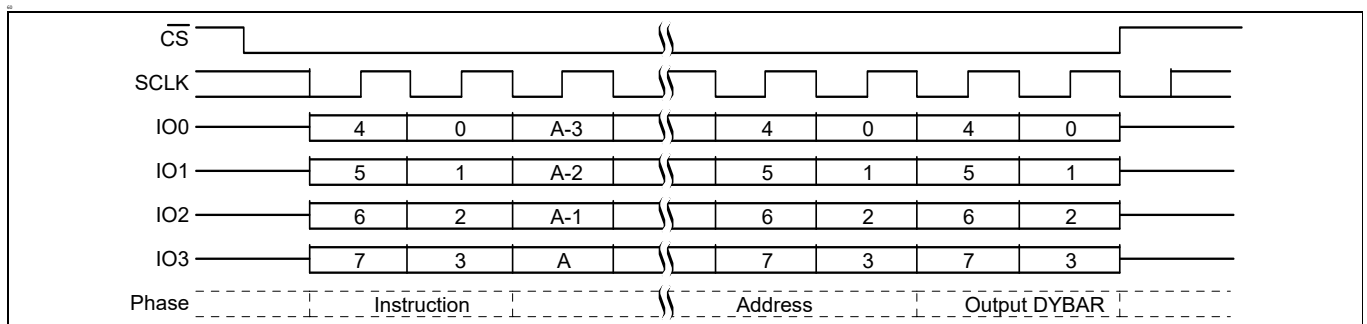 CS
SCLK
IO0 4 0 A-3 4 0 4 0
IO1 5 1 A-2 5 1 5 1
IO2 6 2 A-1 6 2 6 2
IO3 7 3 A 7 3 7 3
Phase Instruction Address Output DYBAR